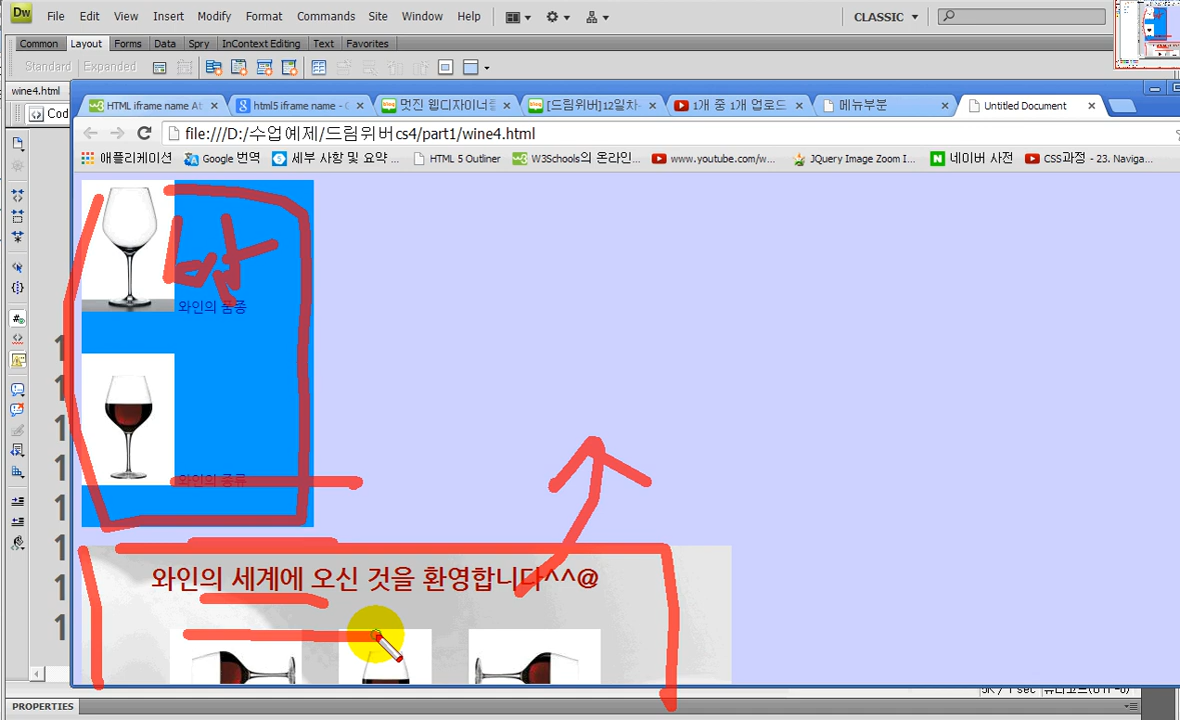 Dw File Edit View Insert Modify Format Commands Site Window Help CLASSIC
Common Layout Forms Data Spry InContext Editing Text Favorites
Standard Expanded
wine4.html
HTML iframe name At html5 iframe name - 멋진 웹디자이너를 [드림위버]12일차- 1개 중 1개 업로드 메뉴부분 Untitled Document
Cod
file:///D:/수업예제/드림위버cs4/part1/wine4.html
애플리케이션 Google 번역 세부 사항 및 요약 ... HTML 5 Outliner W3Schools의 온라인... www.youtube.com/w... JQuery Image Zoom I... 네이버 사전 CSS과정 - 23. Naviga...
와인의 품종
와인의 종류
와인의 세계에 오신 것을 환영합니다^^@
PROPERTIES